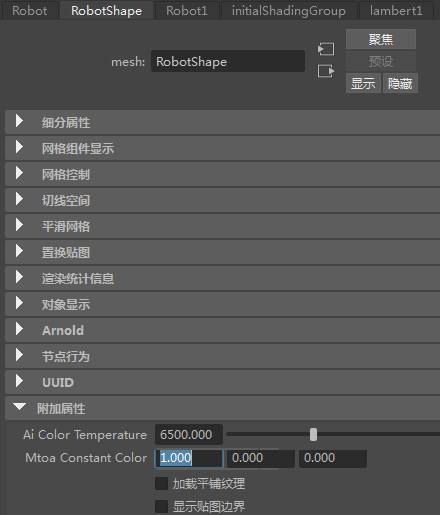 Robot RobotShape Robot1 initialShadingGroup lambert1
聚焦
mesh: RobotShape
预设
显示 隐藏
细分属性
网格组件显示
网格控制
切线空间
平滑网格
置换贴图
渲染统计信息
对象显示
Arnold
节点行为
UUID
附加属性
Ai Color Temperature 6500.000
Mtoa Constant Color 1.000 0.000 0.000
加载平铺纹理
显示贴图边界